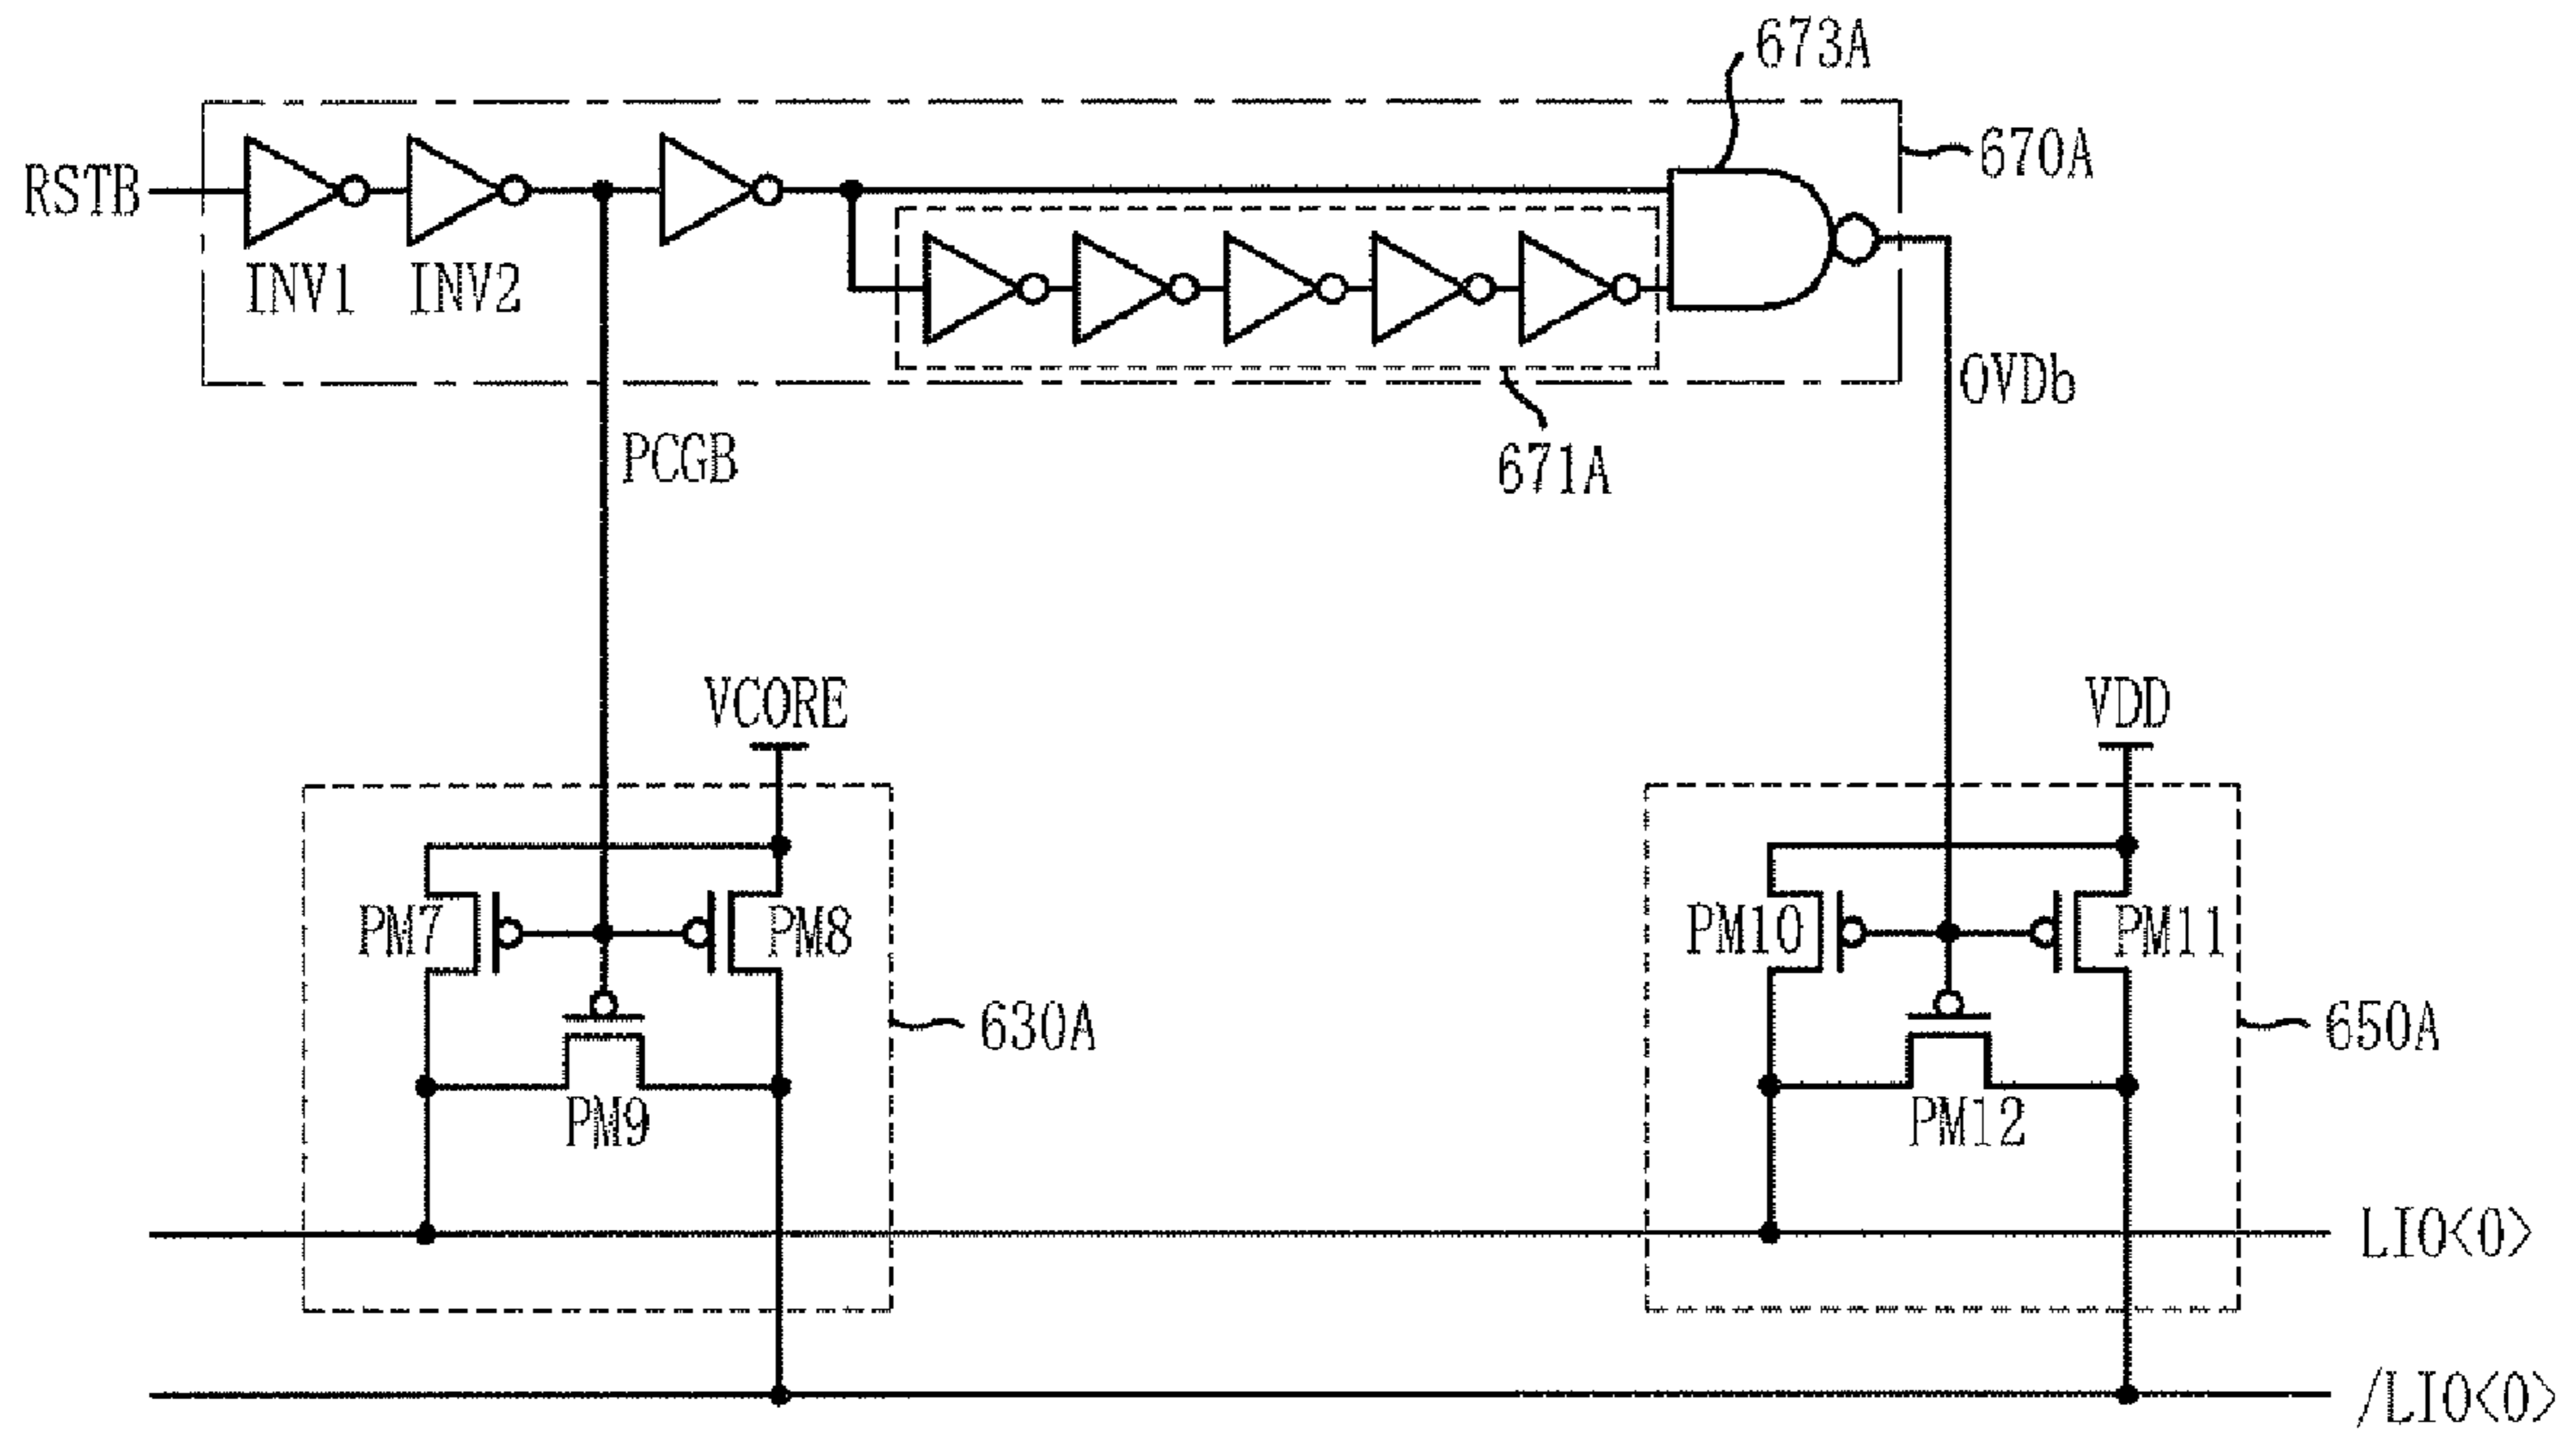 673A
670A
RSTB
INV1 INV2
OVDb
PCGB
671A
VCORE
VDD
PM7
PM8
PM10
PM11
630A
650A
PM9
PM12
LIO<0>
/LIO<0>